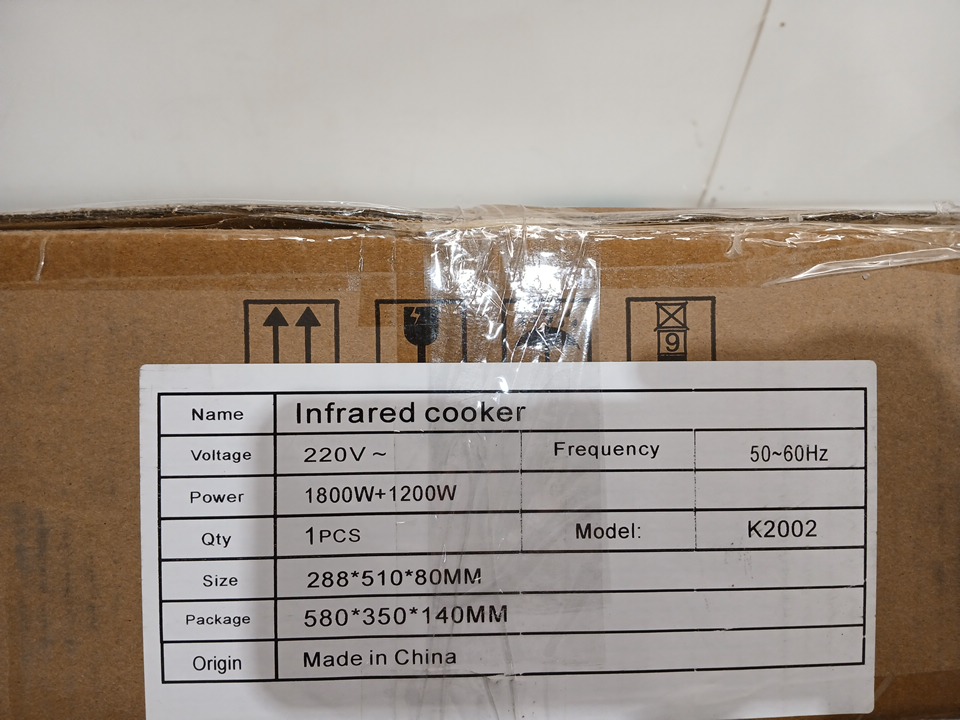 9
Name Infrared cooker
Voltage 220V ~ Frequency 50~60Hz
Power 1800W+1200W
Qty 1PCS Model: K2002
Size 288*510*80MM
Package 580*350*140MM
Origin Made in China